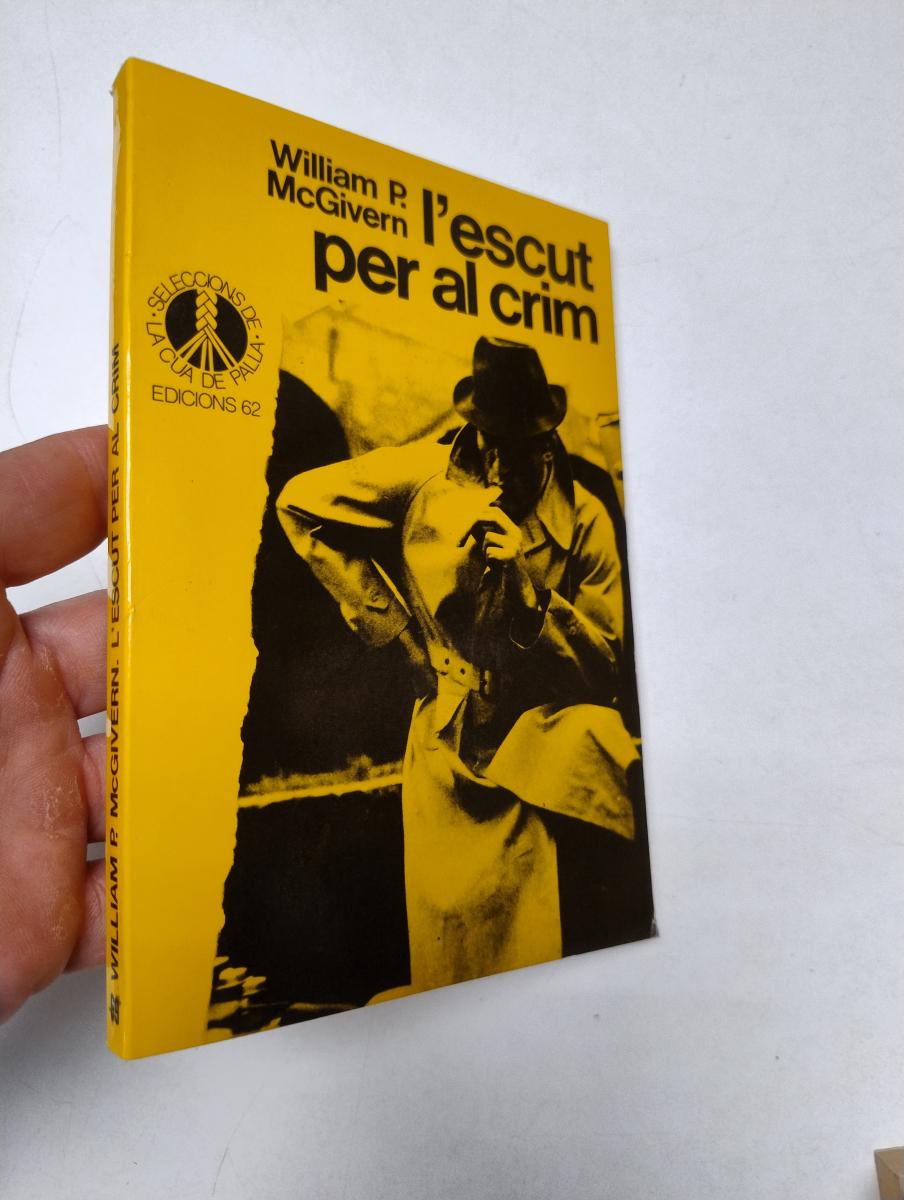 William P.
McGivern
l'escut
per al crim
· SELECCIONS DE ·
LA CUA DE PALLA
EDICIONS 62
WILLIAM P. McGIVERN. L'ESCUT PER AL CRIM